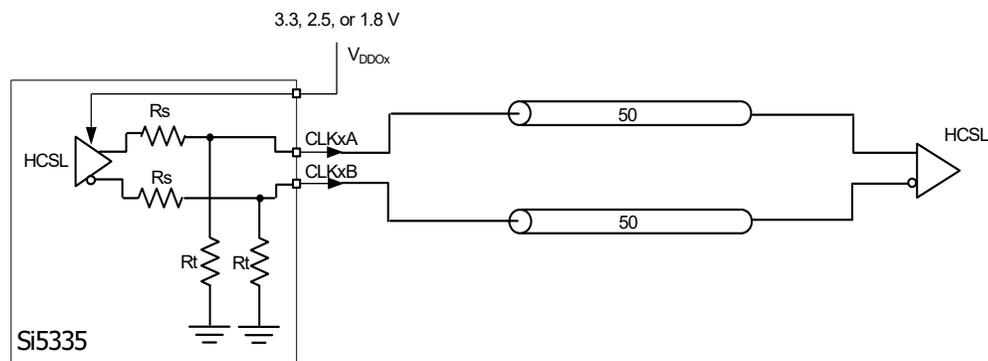 3.3, 2.5, or 1.8 V
VDDOx
Rs
CLKxA
50
HCSL
HCSL
Rs
CLKxB
50
Rt
Rt
Si5335